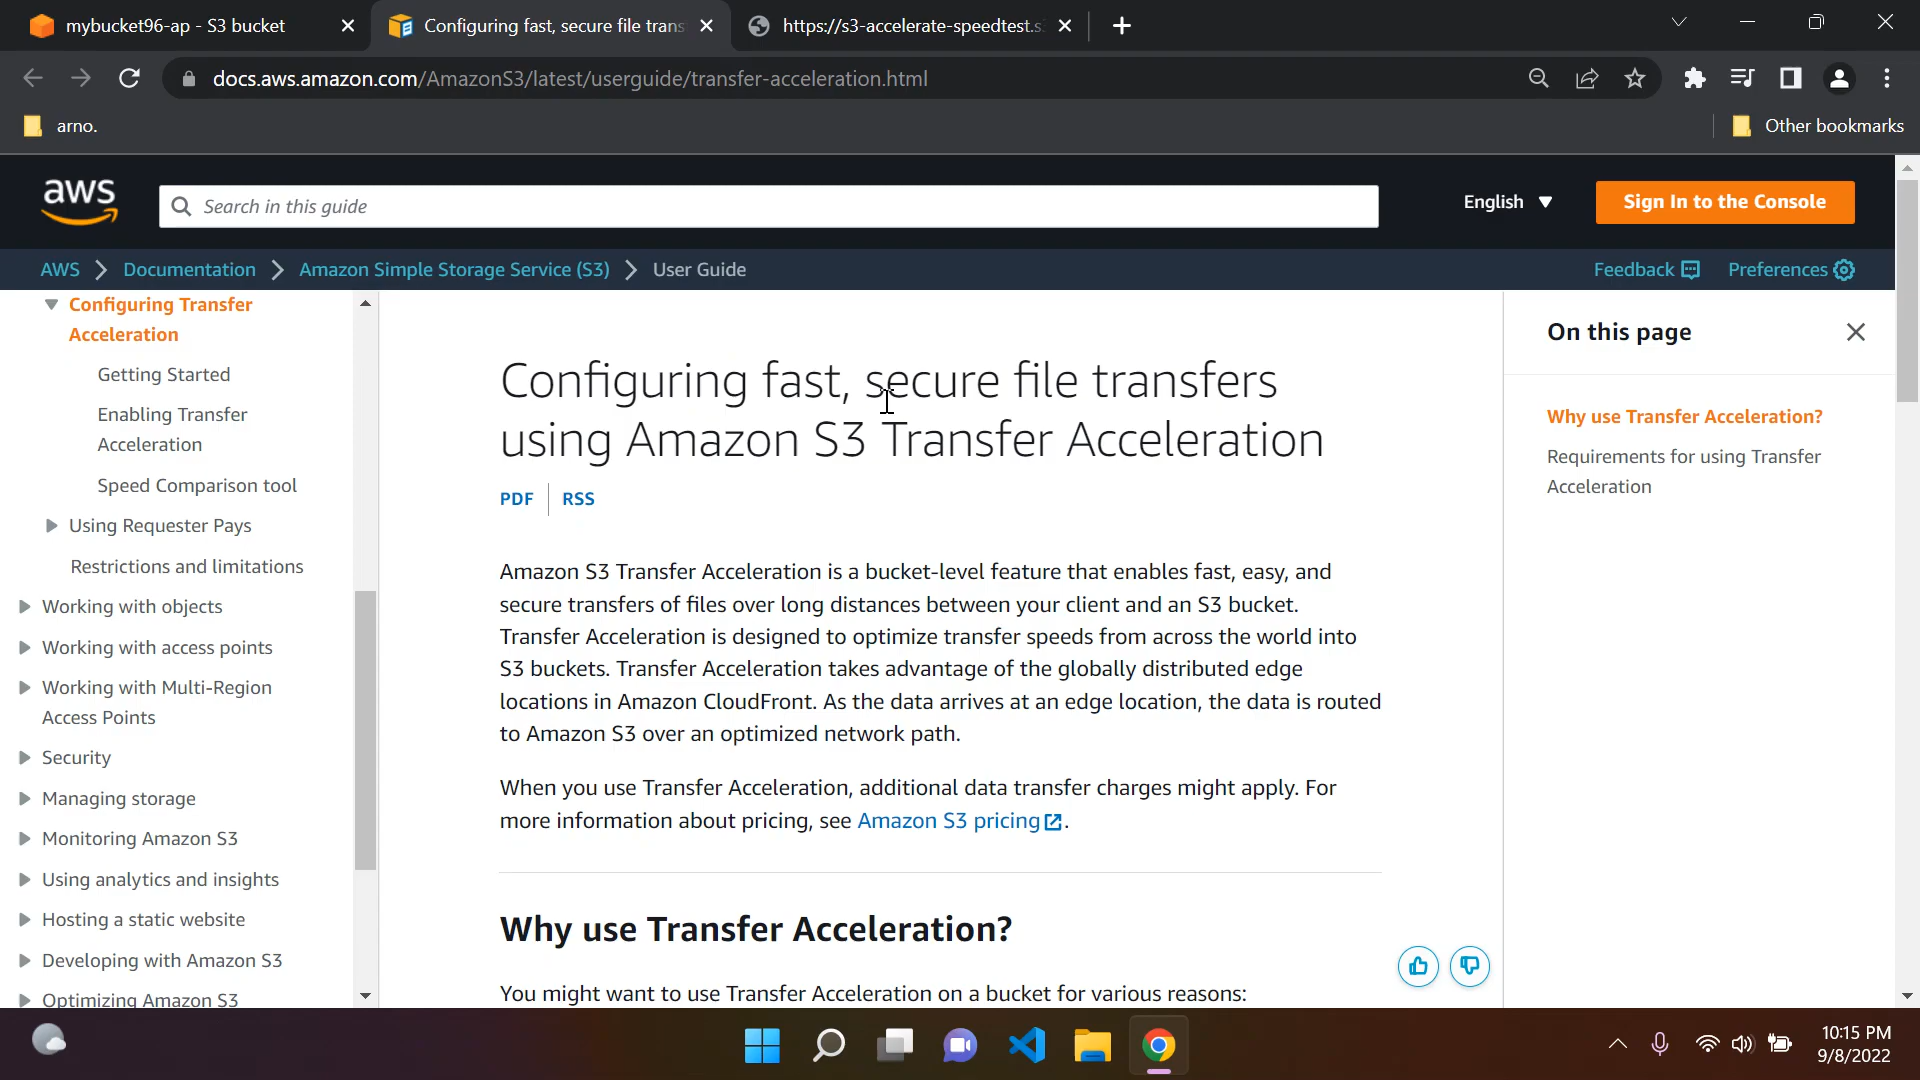 mybucket96-ap - S3 bucket
Configuring fast, secure file trans
https://s3-accelerate-speedtest.s
docs.aws.amazon.com/AmazonS3/latest/userguide/transfer-acceleration.html
arno.
Other bookmarks
aws
Search in this guide
English
Sign In to the Console
AWS
Documentation
Amazon Simple Storage Service (S3)
User Guide
Feedback
Preferences
Configuring Transfer
Acceleration
Getting Started
Enabling Transfer
Acceleration
Speed Comparison tool
Using Requester Pays
Restrictions and limitations
Working with objects
Working with access points
Working with Multi-Region
Access Points
Security
Managing storage
Monitoring Amazon S3
Using analytics and insights
Hosting a static website
Developing with Amazon S3
Optimizing Amazon S3
Configuring fast, secure file transfers
using Amazon S3 Transfer Acceleration
PDF
RSS
Amazon S3 Transfer Acceleration is a bucket-level feature that enables fast, easy, and
secure transfers of files over long distances between your client and an S3 bucket.
Transfer Acceleration is designed to optimize transfer speeds from across the world into
S3 buckets. Transfer Acceleration takes advantage of the globally distributed edge
locations in Amazon CloudFront. As the data arrives at an edge location, the data is routed
to Amazon S3 over an optimized network path.
When you use Transfer Acceleration, additional data transfer charges might apply. For
more information about pricing, see Amazon S3 pricing.
Why use Transfer Acceleration?
You might want to use Transfer Acceleration on a bucket for various reasons:
On this page
Why use Transfer Acceleration?
Requirements for using Transfer
Acceleration
10:15 PM
9/8/2022